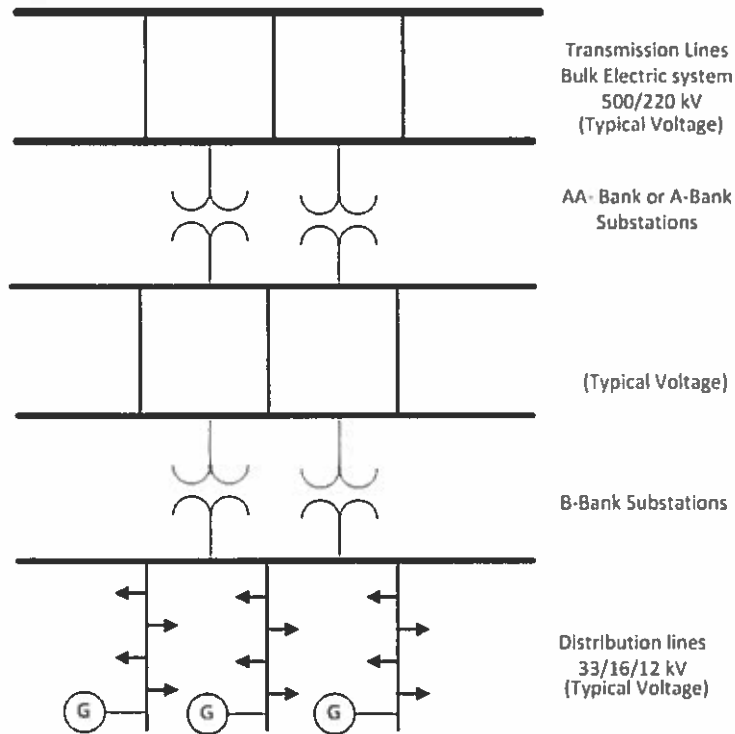 Transmission Lines
Bulk Electric system
500/220 kV
(Typical Voltage)
AA- Bank or A-Bank
Substations
(Typical Voltage)
B-Bank Substations
Distribution lines
33/16/12 kV
(Typical Voltage)
G
G
G